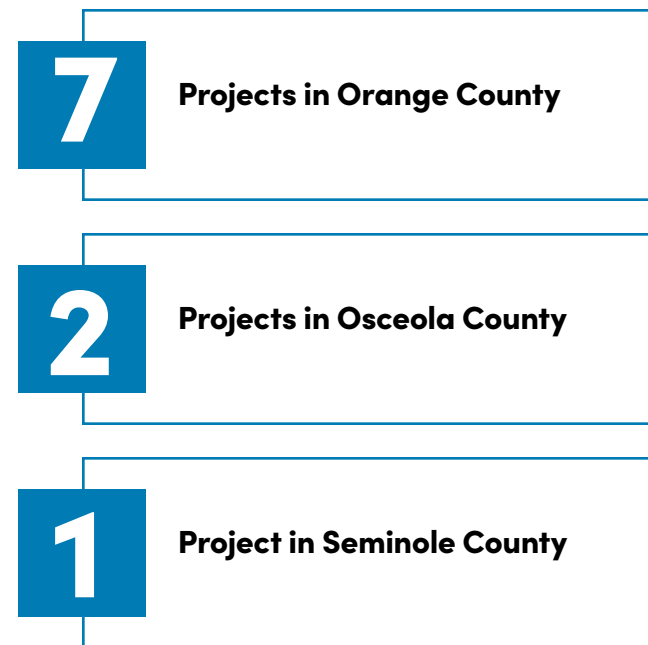 7
Projects in Orange County
2
Projects in Osceola County
1
Project in Seminole County